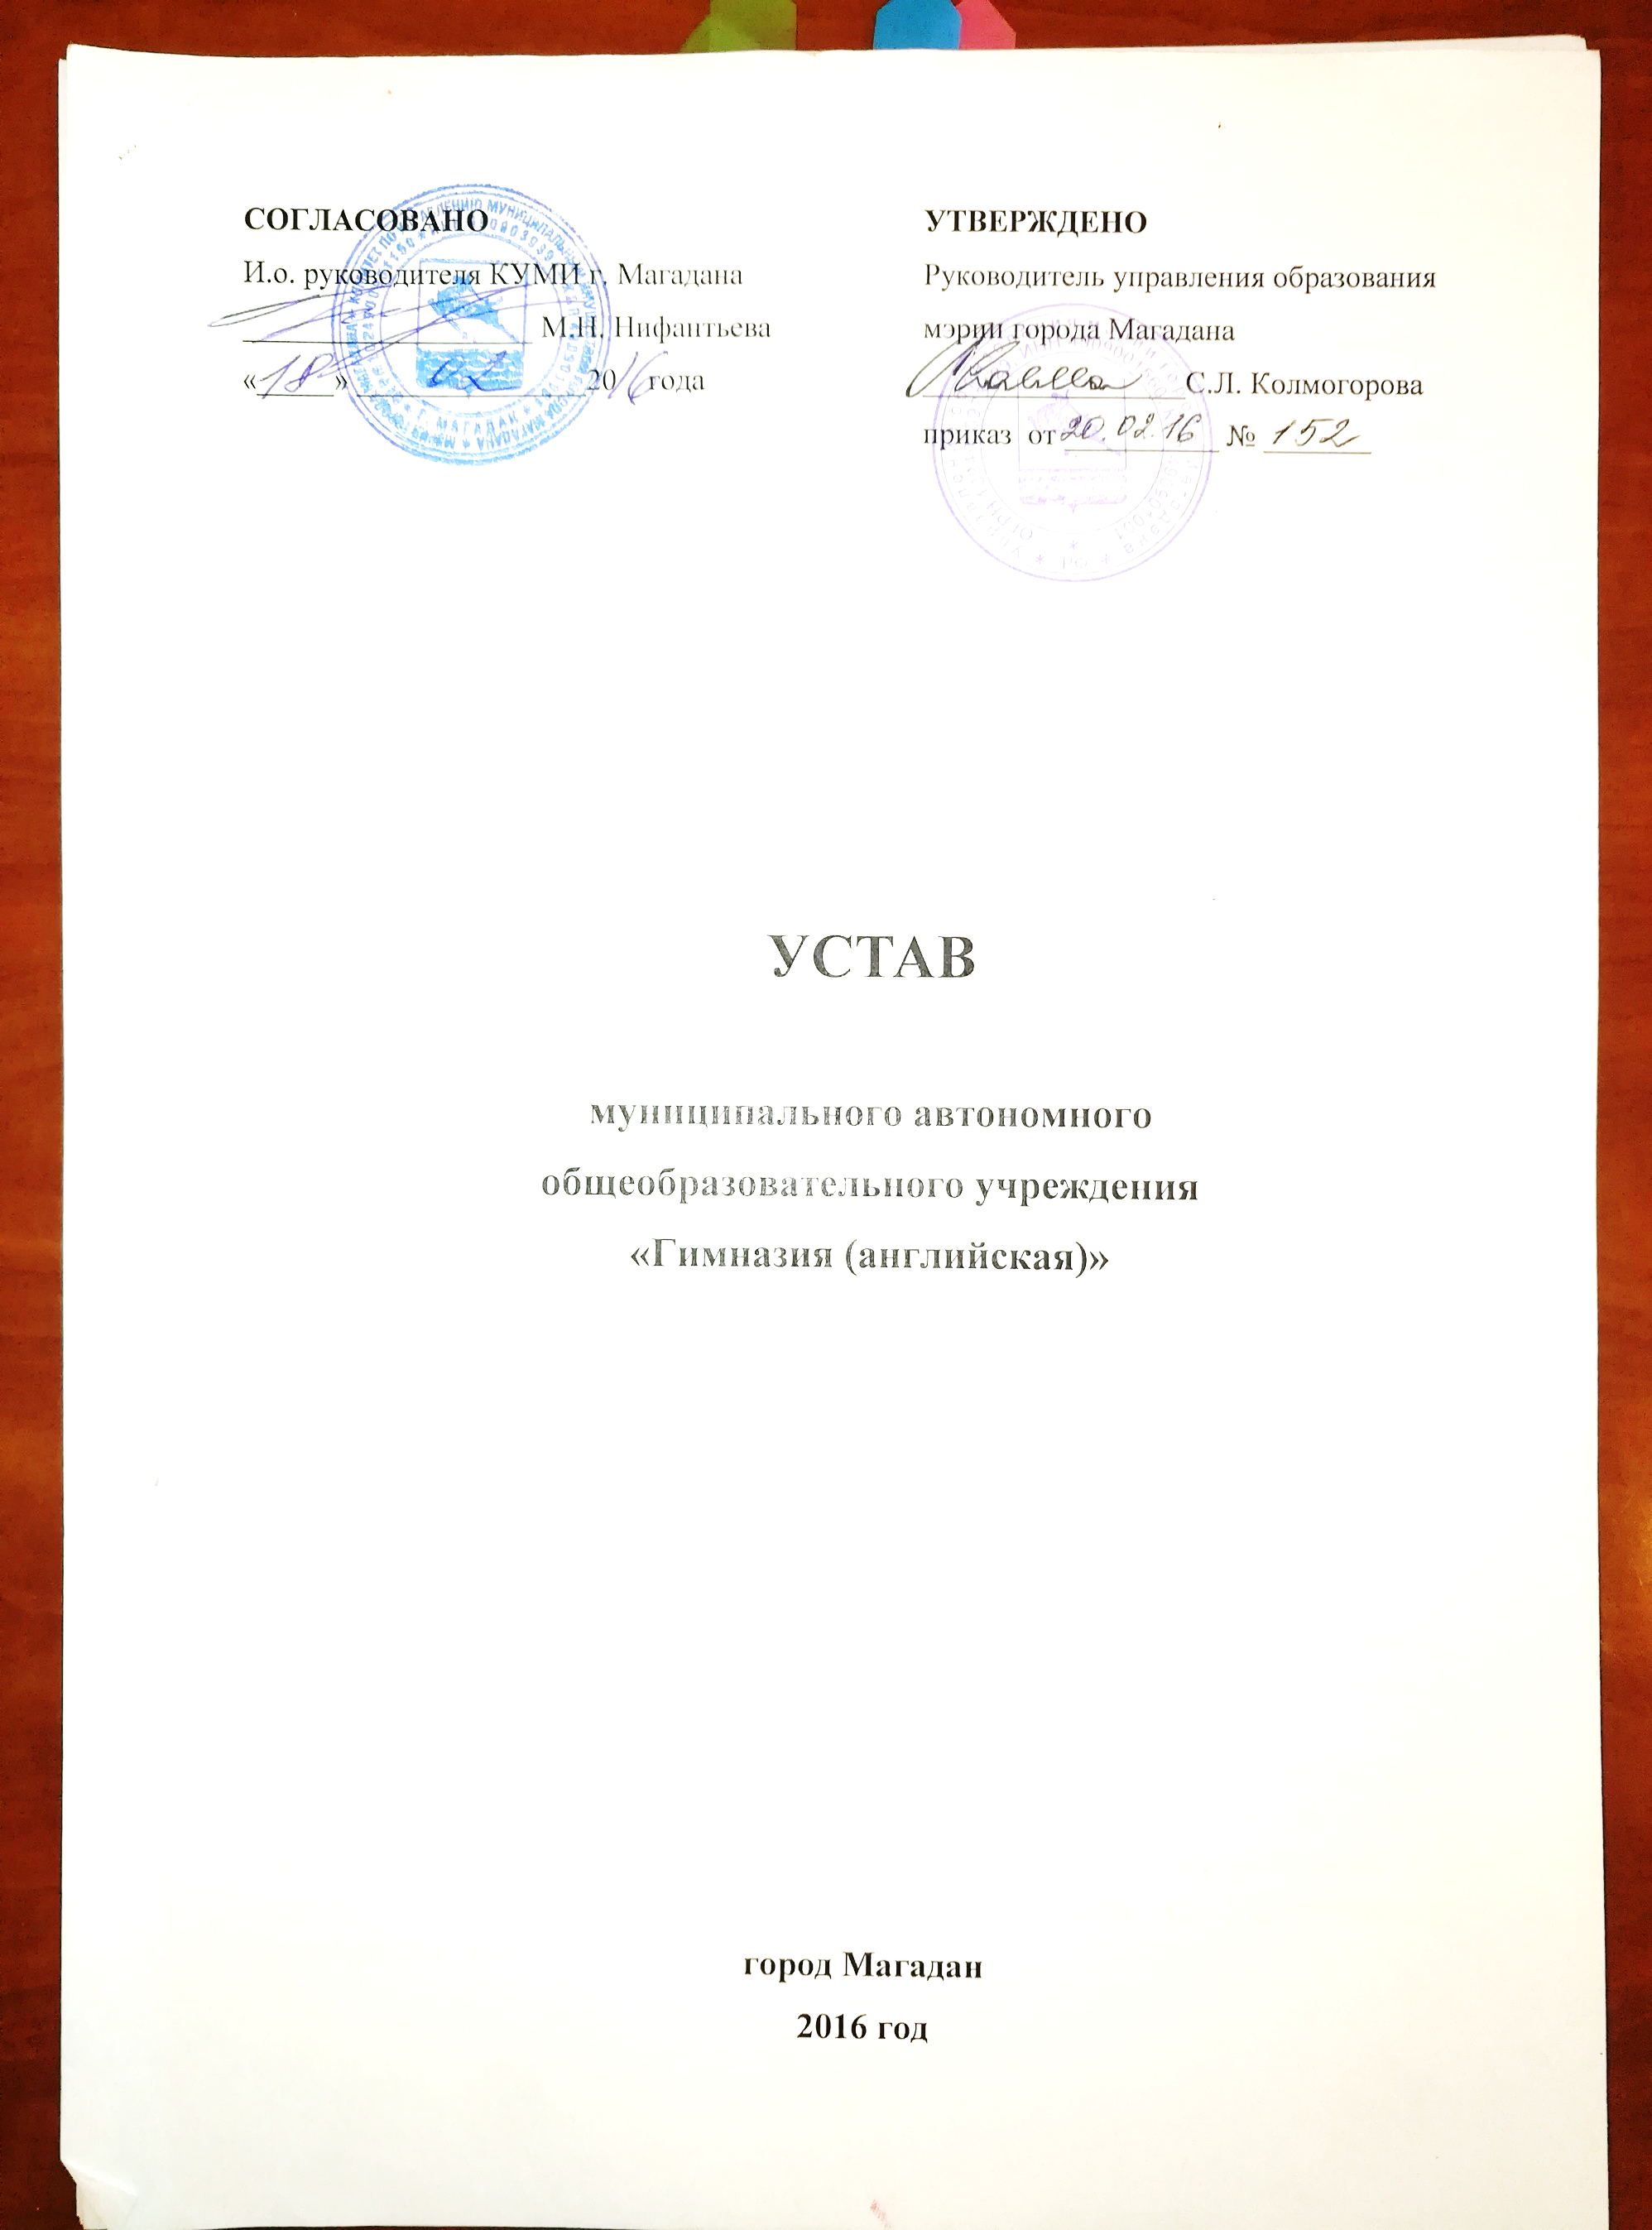 СОГЛАСОВАНО
И.о. руководителя КУМИ г. Магадана
М.Н. Нифантьева
«18» 02 2016 года
УТВЕРЖДЕНО
Руководитель управления образования
мэрии города Магадана
С.Л. Колмогорова
приказ от 20.02.16 № 152
УСТАВ
муниципального автономного
общеобразовательного учреждения
«Гимназия (английская)»
город Магадан
2016 год